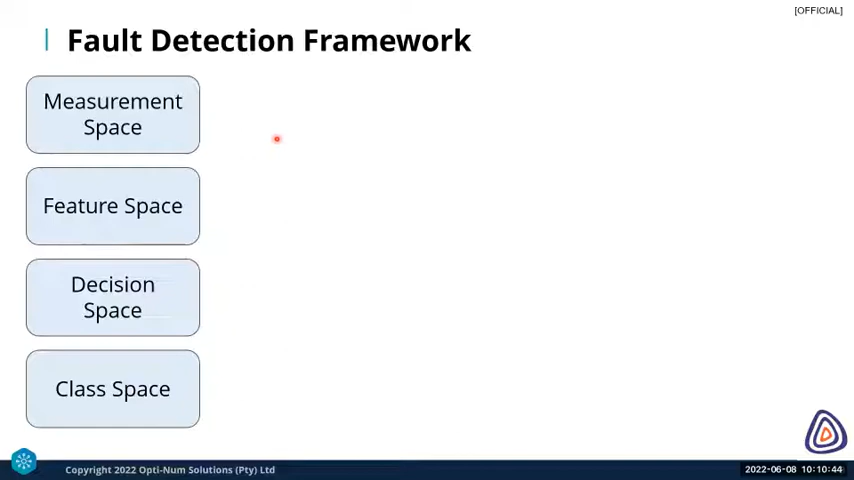 [OFFICIAL]
Fault Detection Framework
Measurement
Space
Feature Space
Decision
Space
Class Space
Copyright 2022 Opti-Num Solutions (Pty) Ltd
2022-06-08 10:10:44